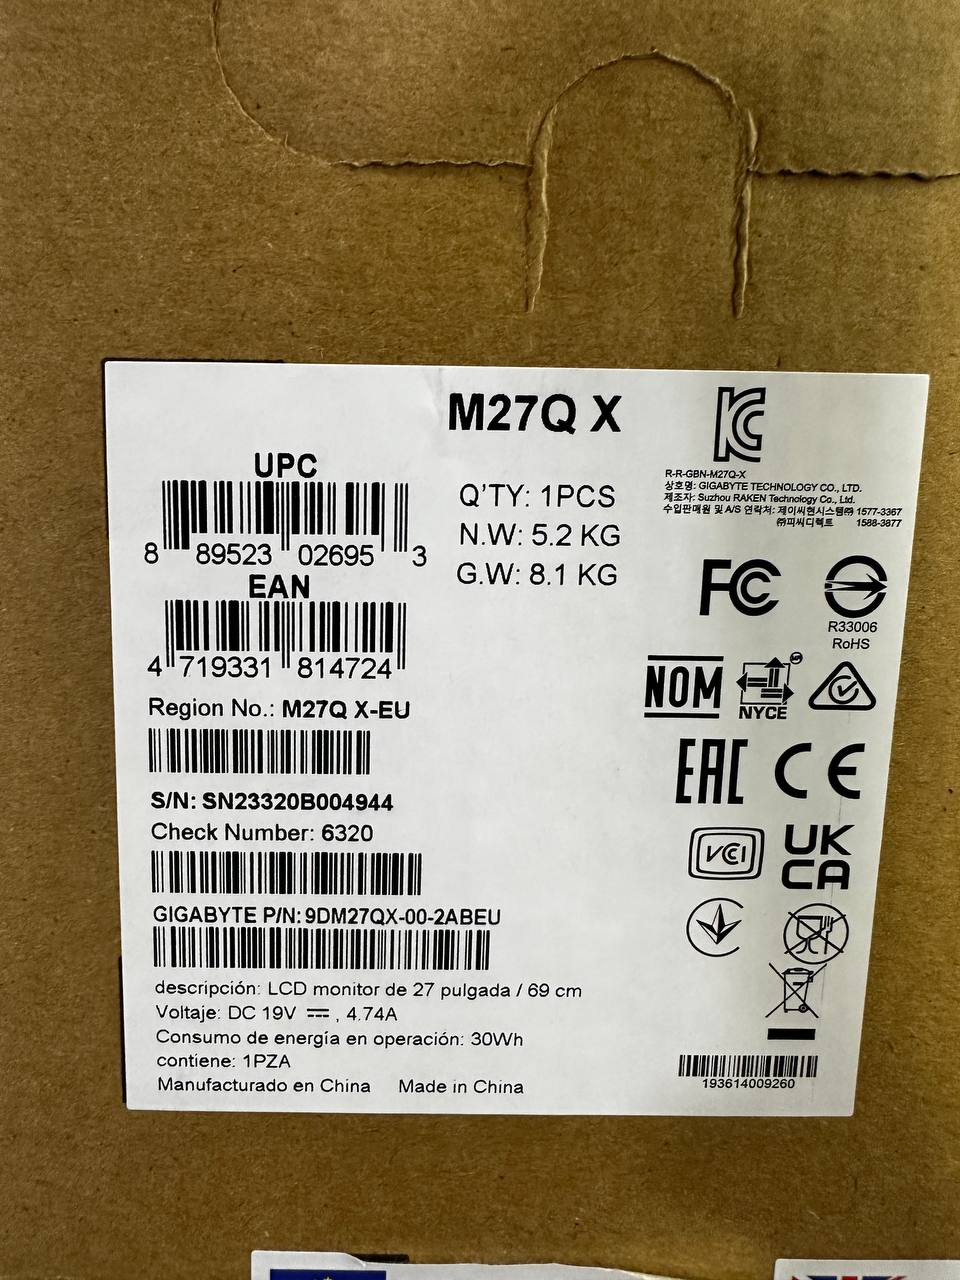 M27Q X
UPC
8 89523 02695 3
EAN
4 719331 814724
Region No.: M27Q X-EU
S/N: SN23320B004944
Check Number: 6320
GIGABYTE P/N: 9DM27QX-00-2ABEU
descripción: LCD monitor de 27 pulgada / 69 cm
Voltaje: DC 19V ⎓ , 4.74A
Consumo de energía en operación: 30Wh
contiene: 1PZA
Manufacturado en China Made in China
Q'TY: 1PCS
N.W: 5.2 KG
G.W: 8.1 KG
KC
R-R-GBN-M27Q-X
상호명: GIGABYTE TECHNOLOGY CO., LTD.
제조자: Suzhou RAKEN Technology Co., Ltd.
수입판매원 및 A/S 연락처: 제이씨현시스템㈜ 1577-3367
㈜피씨디렉트 1588-3877
FC
R33006
RoHS
NOM
NYCE
EAC CE
VCCI
UK
CA
193614009260